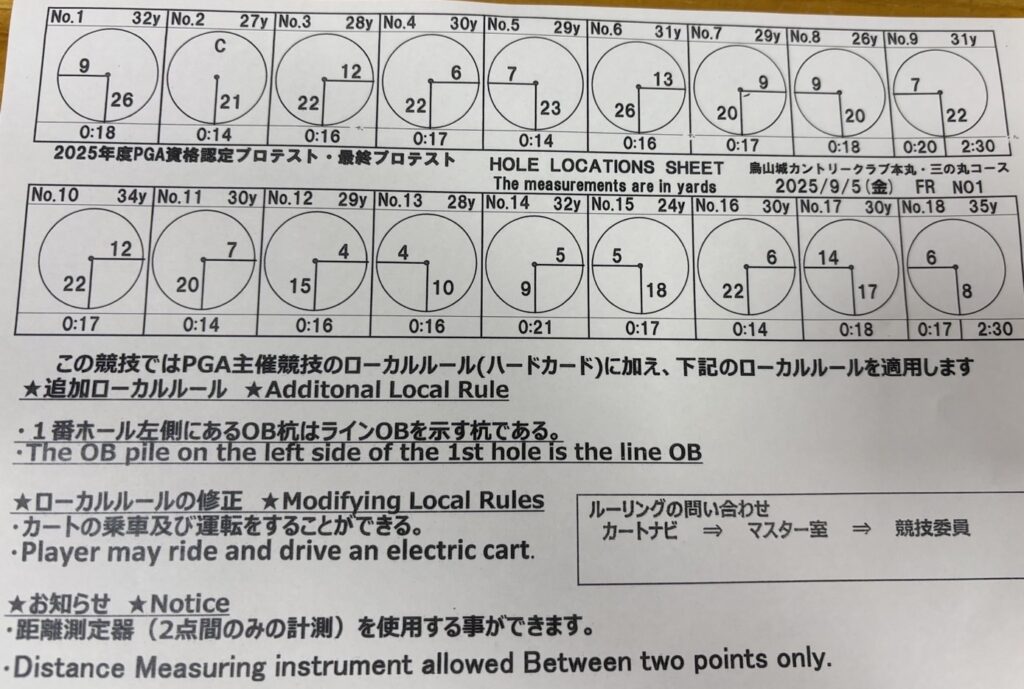 No.1 32y No.2 27y No.3 28y No.4 30y No.5 29y No.6 31y No.7 29y No.8 26y No.9 31y
9 26 C 21 12 22 6 22 7 23 13 26 9 20 9 20 7 22
0:18 0:14 0:16 0:17 0:14 0:16 0:17 0:18 0:20 2:30
2025年度PGA資格認定プロテスト・最終プロテスト
HOLE LOCATIONS SHEET
The measurements are in yards
烏山城カントリークラブ本丸・三の丸コース
2025/9/5(金) FR NO1
No.10 34y No.11 30y No.12 29y No.13 28y No.14 32y No.15 24y No.16 30y No.17 30y No.18 35y
12 22 7 20 4 15 4 10 5 9 5 18 6 22 14 17 6 8
0:17 0:14 0:16 0:16 0:21 0:17 0:14 0:18 0:17 2:30
この競技ではPGA主催競技のローカルルール(ハードカード)に加え、下記のローカルルールを適用します
★追加ローカルルール ★Additonal Local Rule
・１番ホール左側にあるOB杭はラインOBを示す杭である。
・The OB pile on the left side of the 1st hole is the line OB
★ローカルルールの修正 ★Modifying Local Rules
・カートの乗車及び運転をすることができる。
・Player may ride and drive an electric cart.
ルーリングの問い合わせ
カートナビ ⇒ マスター室 ⇒ 競技委員
★お知らせ ★Notice
・距離測定器（2点間のみの計測）を使用する事ができます。
・Distance Measuring instrument allowed Between two points only.